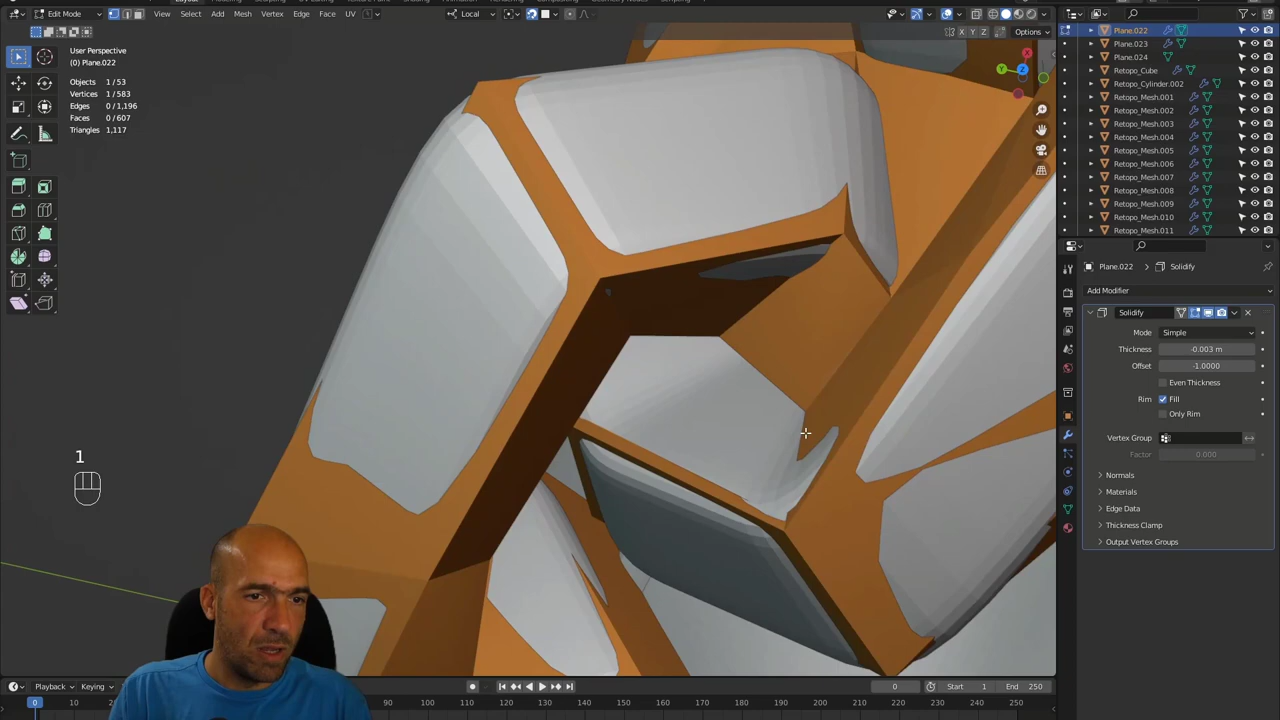 Edit Mode View Select Add Mesh Vertex Edge Face UV Local
X Y Z Options
User Perspective
(0) Plane.022
Objects 1 / 53
Vertices 1 / 583
Edges 0 / 1,196
Faces 0 / 607
Triangles 1,117
1
Y X Z
Plane.022
Plane.023
Plane.024
Retopo_Cube
Retopo_Cylinder.002
Retopo_Mesh.001
Retopo_Mesh.002
Retopo_Mesh.003
Retopo_Mesh.004
Retopo_Mesh.005
Retopo_Mesh.006
Retopo_Mesh.007
Retopo_Mesh.008
Retopo_Mesh.009
Retopo_Mesh.010
Retopo_Mesh.011
Plane.022 > Solidify
Add Modifier
Solidify
Mode Simple
Thickness -0.003 m
Offset -1.0000
Even Thickness
Rim Fill
Only Rim
Vertex Group
Factor 0.000
Normals
Materials
Edge Data
Thickness Clamp
Output Vertex Groups
Playback Keying 0 Start 1 End 250
0 10 80 90 100 110 120 130 140 150 160 170 180 190 200 210 220 230 240 250